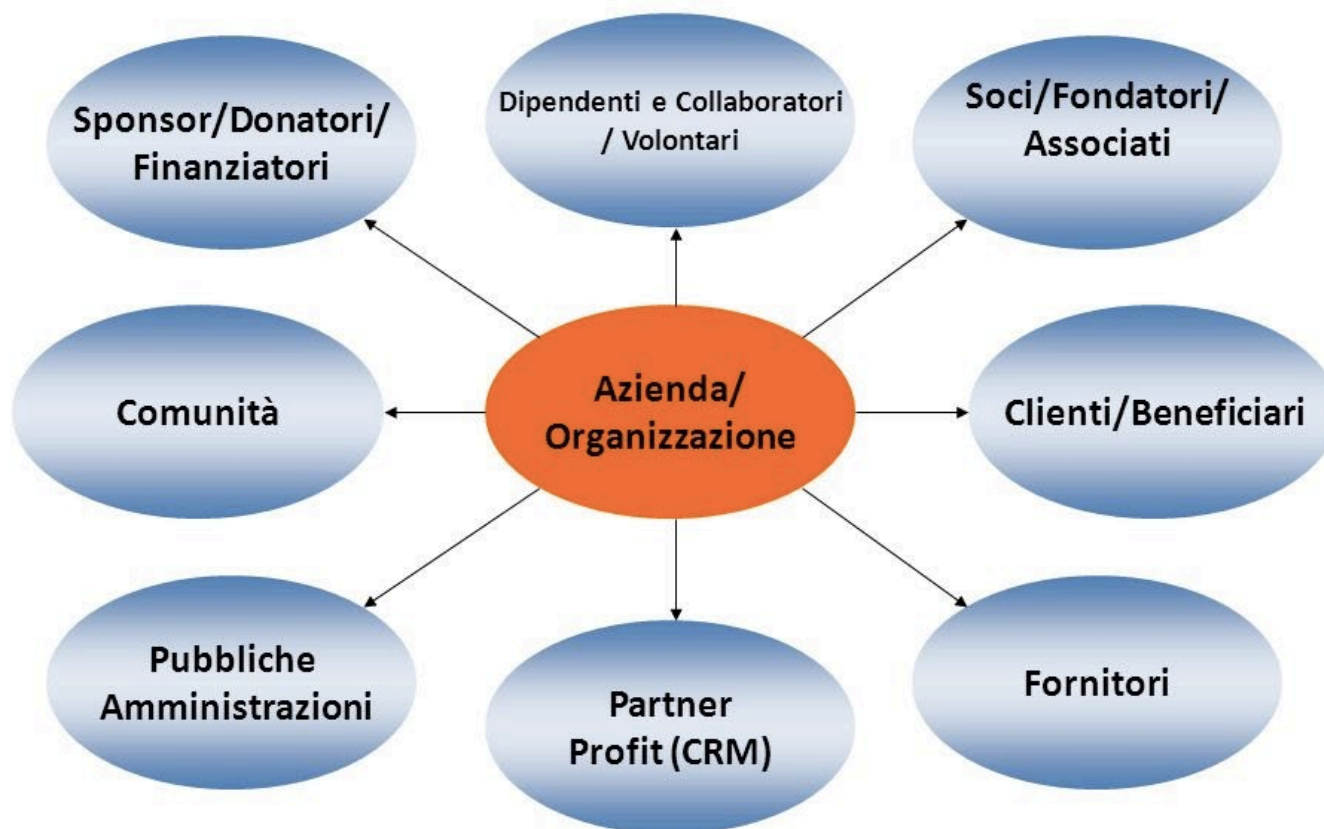 Sponsor/Donatori/
Finanziatori
Dipendenti e Collaboratori
/ Volontari
Soci/Fondatori/
Associati
Comunità
Azienda/
Organizzazione
Clienti/Beneficiari
Pubbliche
Amministrazioni
Partner
Profit (CRM)
Fornitori